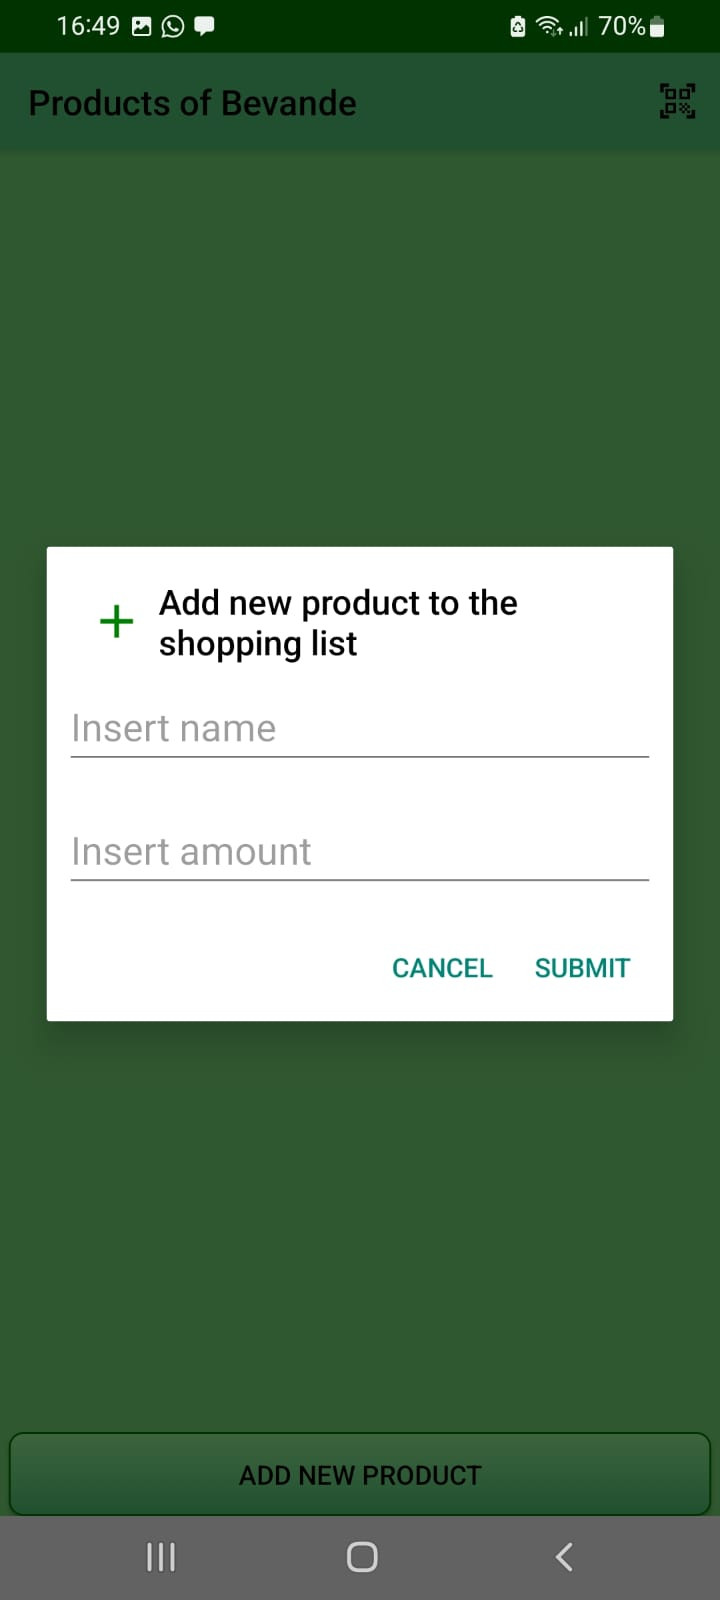 16:49
70%
Products of Bevande
Add new product to the
shopping list
Insert name
Insert amount
CANCEL SUBMIT
ADD NEW PRODUCT